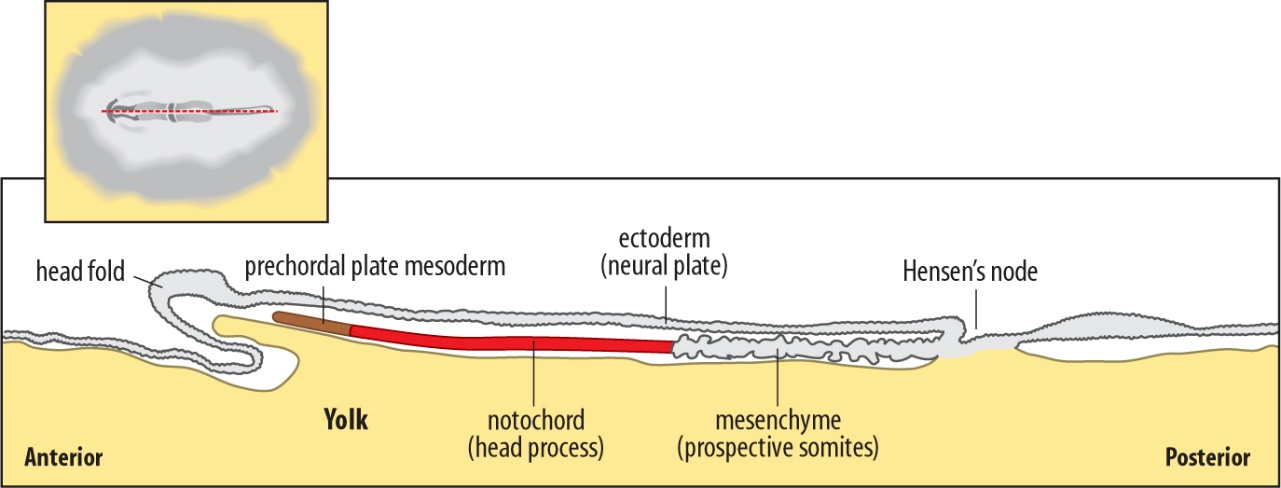 ectoderm
(neural plate)
head fold
prechordal plate mesoderm
Hensen's node
Yolk
notochord
(head process)
mesenchyme
(prospective somites)
Anterior
Posterior